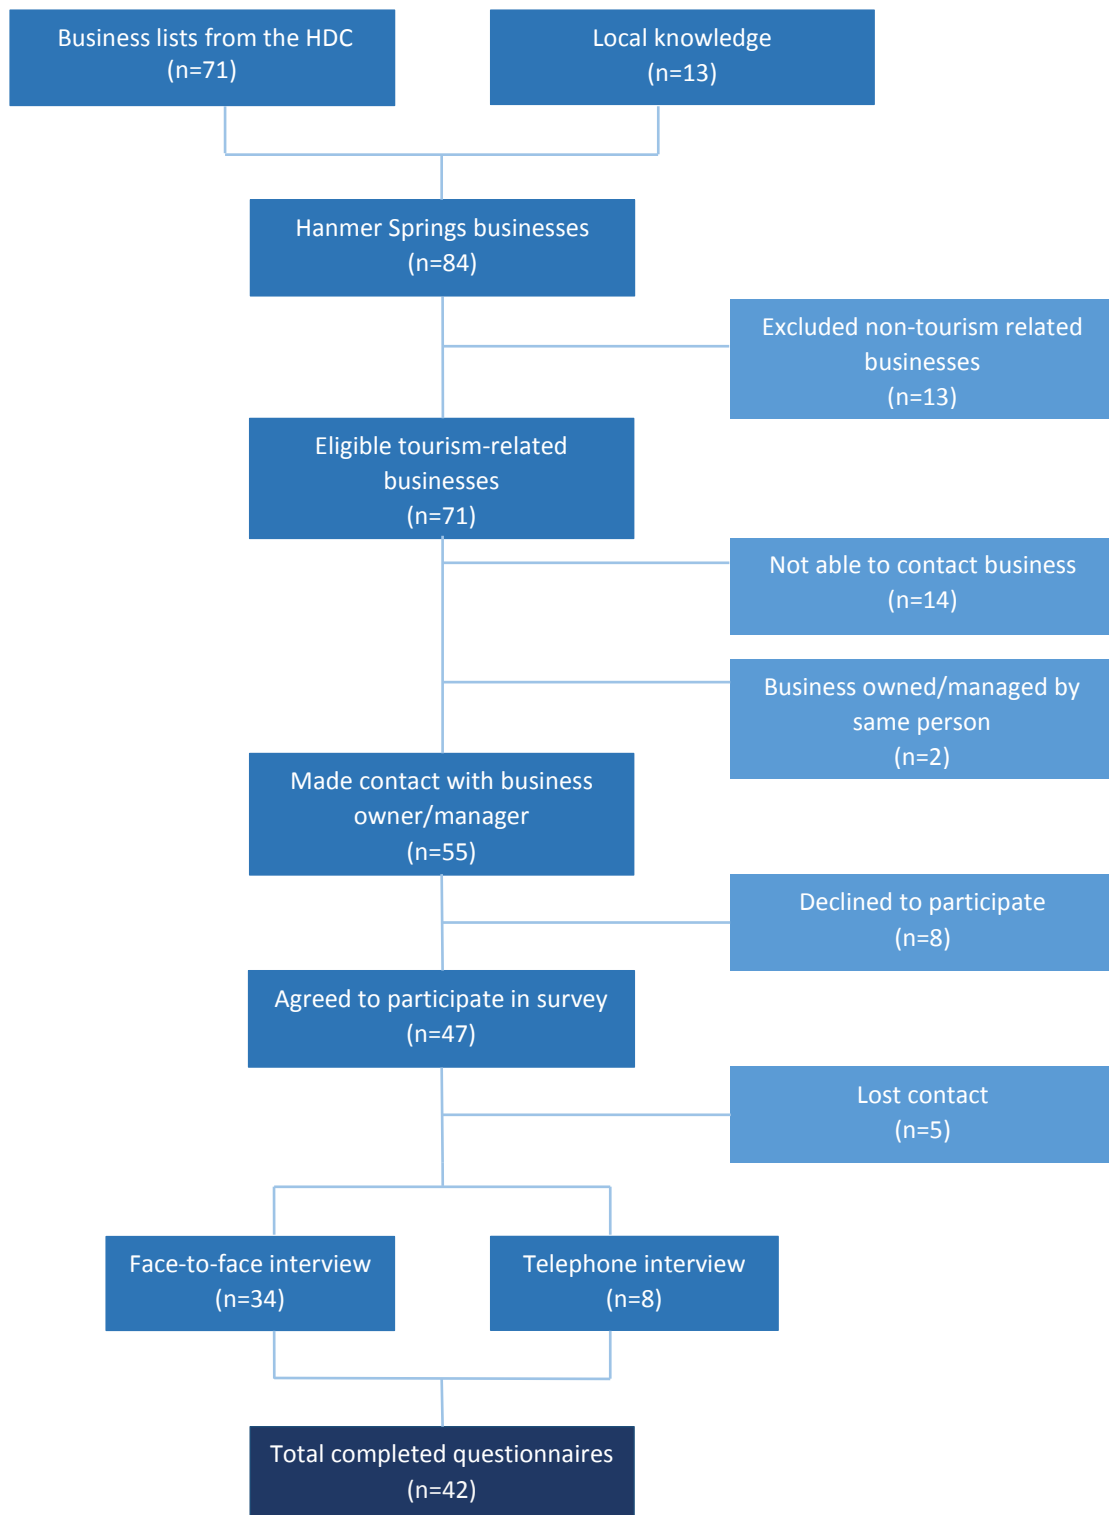 Business lists from the HDC
(n=71)
Local knowledge
(n=13)
Hanmer Springs businesses
(n=84)
Excluded non-tourism related
businesses
(n=13)
Eligible tourism-related
businesses
(n=71)
Not able to contact business
(n=14)
Business owned/managed by
same person
(n=2)
Made contact with business
owner/manager
(n=55)
Declined to participate
(n=8)
Agreed to participate in survey
(n=47)
Lost contact
(n=5)
Face-to-face interview
(n=34)
Telephone interview
(n=8)
Total completed questionnaires
(n=42)